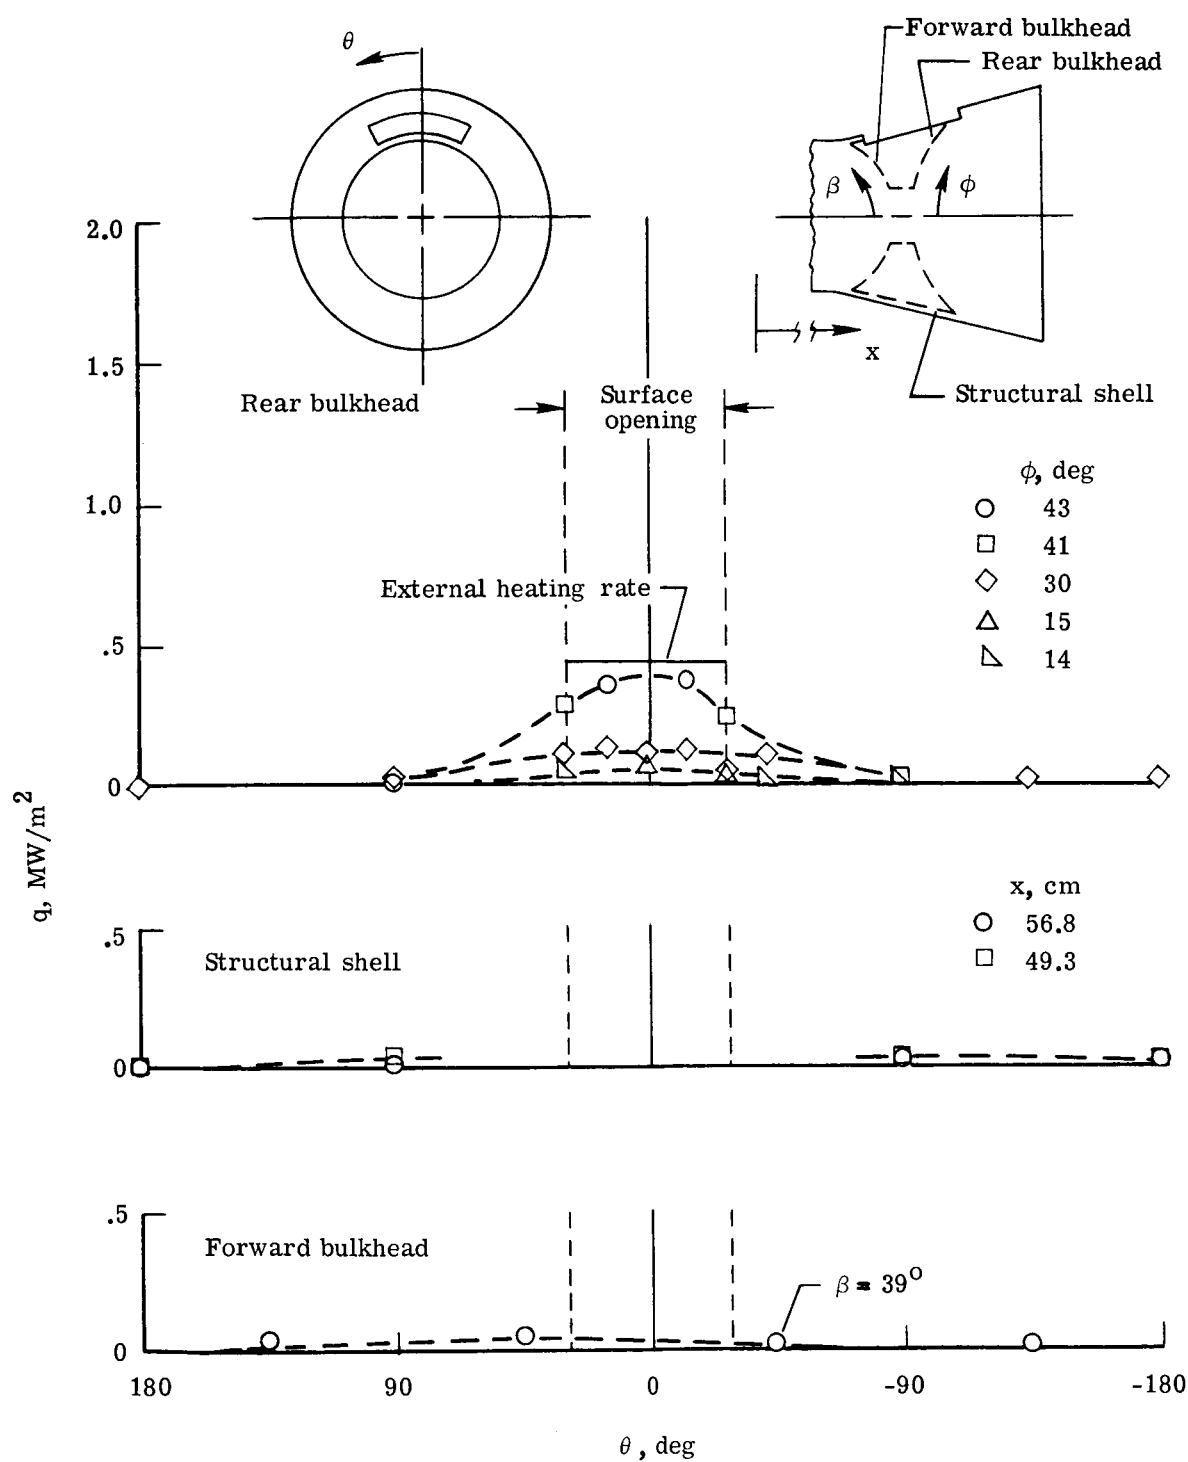 θ
Forward bulkhead
Rear bulkhead
β
ϕ
x
Structural shell
2.0
1.5
1.0
.5
0
Rear bulkhead
Surface
opening
External heating rate
ϕ, deg
43
41
30
15
14
q, MW/m²
.5
0
Structural shell
x, cm
56.8
49.3
.5
0
Forward bulkhead
β = 39°
180 90 0 -90 -180
θ, deg